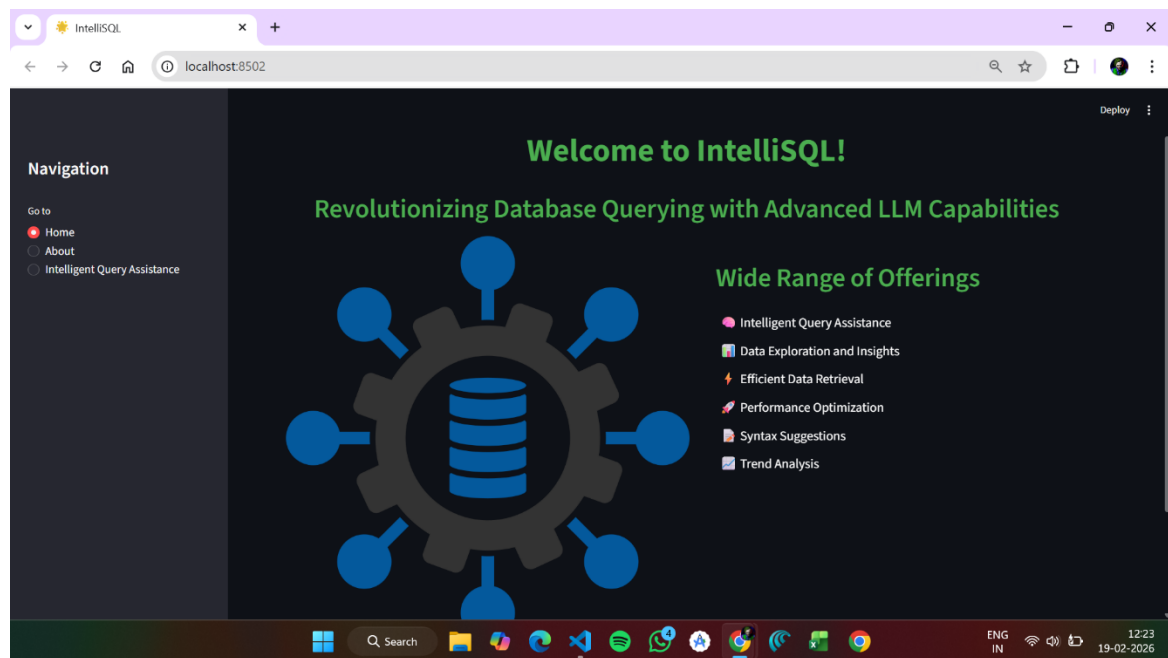 IntelliSQL
localhost:8502
Deploy
Navigation
Go to
Home
About
Intelligent Query Assistance
Welcome to IntelliSQL!
Revolutionizing Database Querying with Advanced LLM Capabilities
Wide Range of Offerings
Intelligent Query Assistance
Data Exploration and Insights
Efficient Data Retrieval
Performance Optimization
Syntax Suggestions
Trend Analysis
Search
4
ENG
IN
12:23
19-02-2026